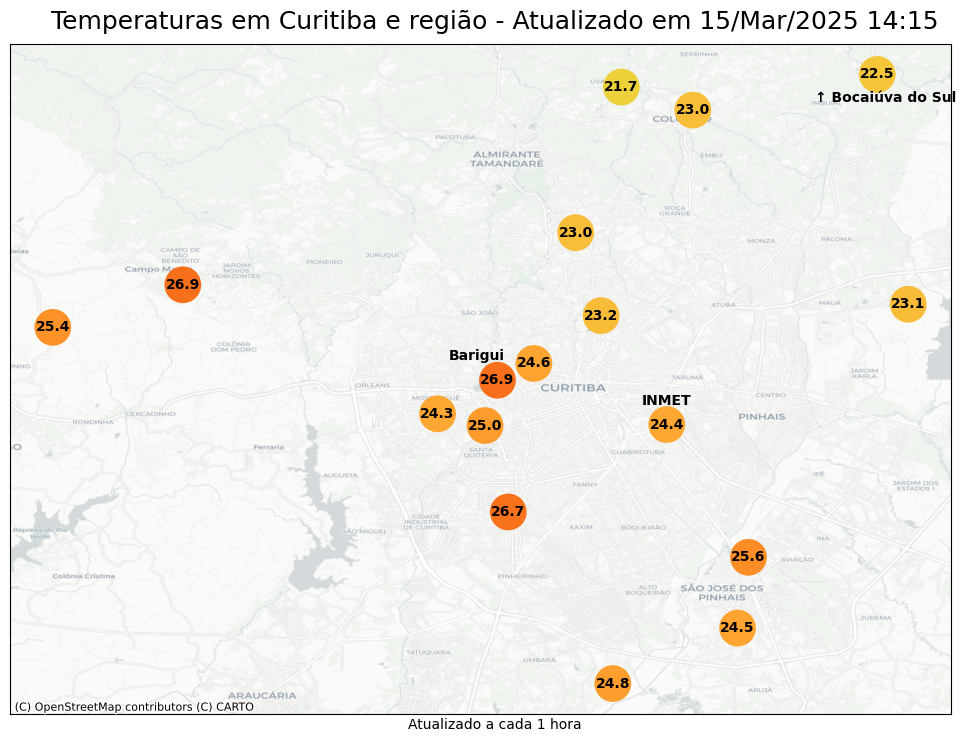 Temperaturas em Curitiba e região - Atualizado em 15/Mar/2025 14:15
SERRINHA
22.5
21.7
↑ Bocaiúva do Sul
23.0
PACOTUBA
ALMIRANTE
TAMANDARÉ
EMBU
ROÇA
GRANDE
23.0
MONZA
PALOMA
CAMPO DE
SÃO
BENEDITO
JURUQUI
PIONEIRO
JARDIM
NOVOS
HORIZONTES
26.9
23.1
ATUBA
MAUÁ
SÃO JOÃO
23.2
25.4
COLÔNIA
DOM PEDRO
Barigui
24.6
JARDIM
KARLA
26.9
TARUMÃ
ORLEANS
CURITIBA
CENTRO
INMET
24.3
CERCADINHO
RONDINHA
25.0
24.4
PINHAIS
Ferraria
SANTA
QUITÉRIA
GUABIROTUBA
AUGUSTA
IPÊ
FANNY
JARDIM DOS
ESTADOS 1
26.7
CIDADE
INDUSTRIAL
DE CURITIBA
KAXIM
BOQUEIRÃO
SÃO MIGUEL
Represa do Rio
Verde
INÁ
25.6
AVIAÇÃO
Colônia Cristina
PINHEIRINHO
ALTO
BOQUEIRÃO
SÃO JOSÉ DOS
PINHAIS
JUREMA
24.5
TATUQUARA
UMBARÁ
24.8
ARUJÁ
ARAUCÁRIA
(C) OpenStreetMap contributors (C) CARTO
Atualizado a cada 1 hora